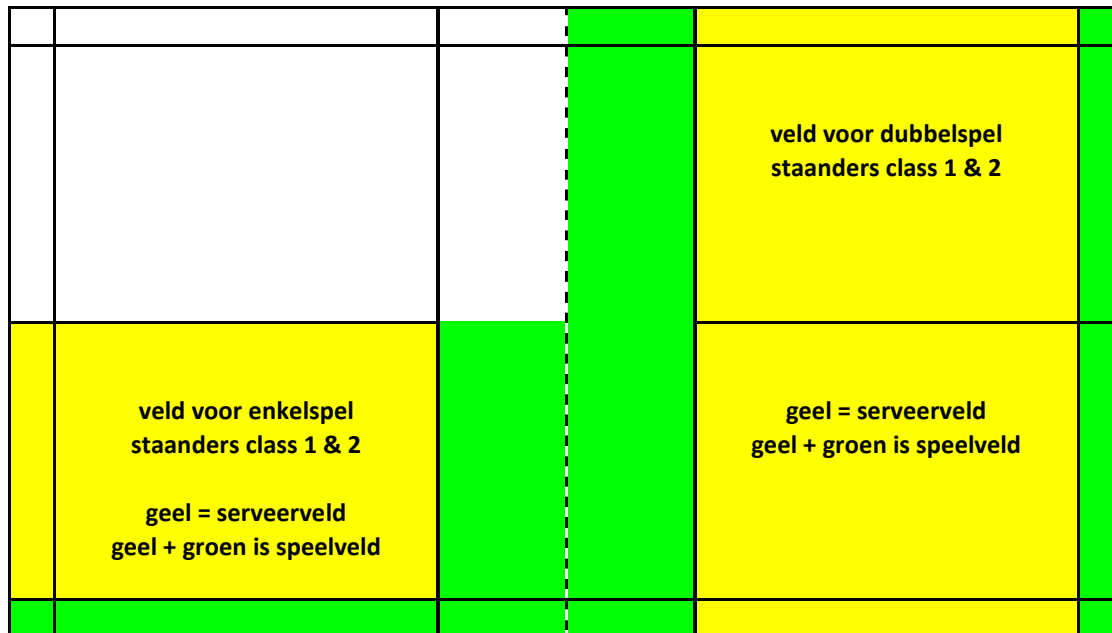 veld voor dubbelspel
staanders class 1 & 2
veld voor enkelspel
staanders class 1 & 2
geel = serveerveld
geel + groen is speelveld
geel = serveerveld
geel + groen is speelveld